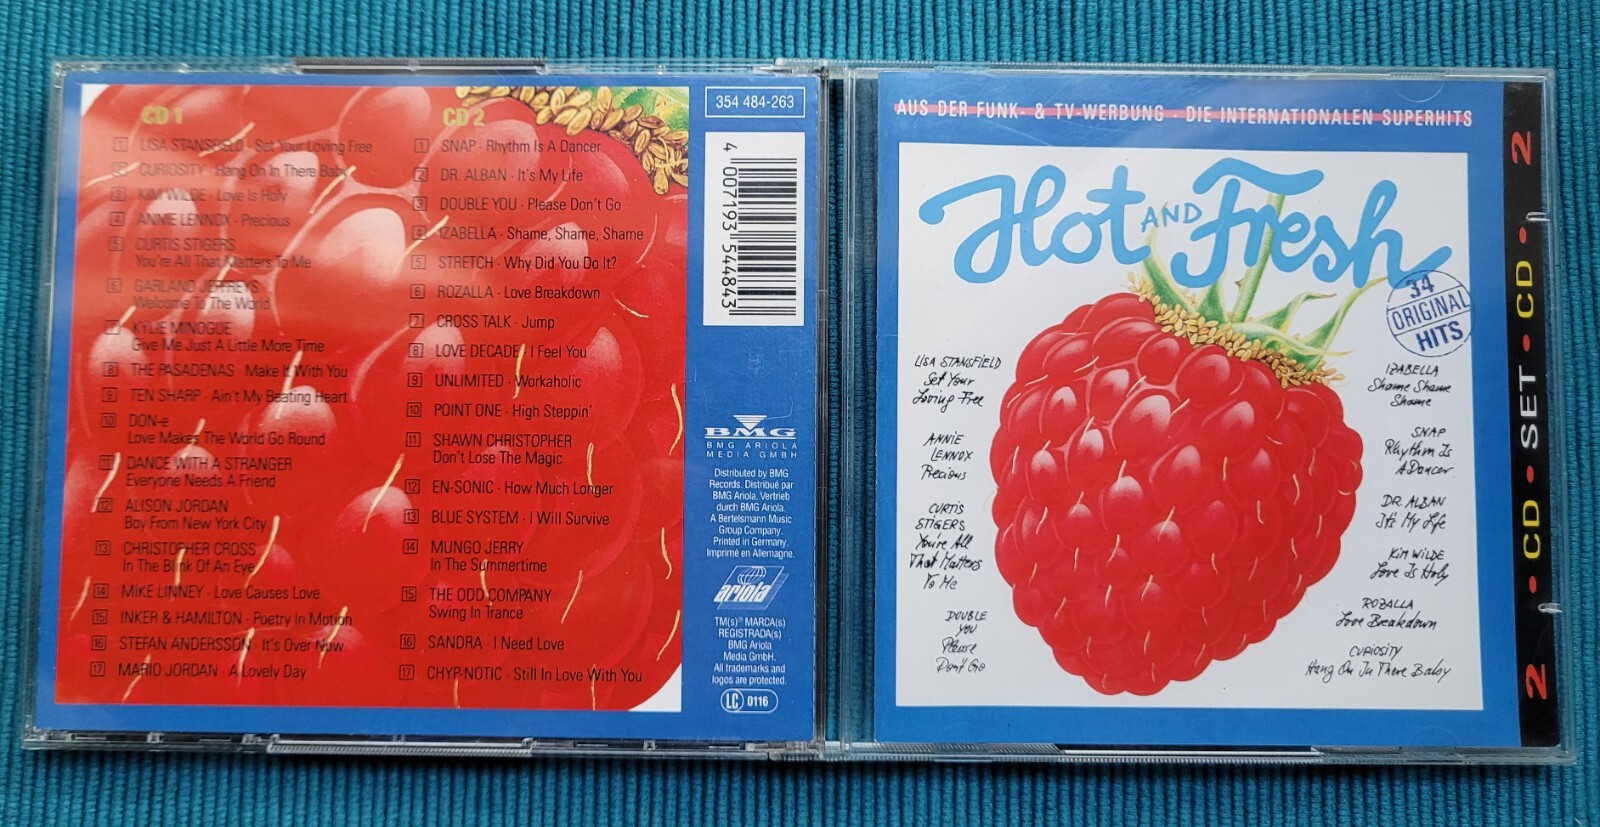 CD 1
1 LISA STANSFIELD · Set Your Loving Free
2 CURIOSITY · Hang On In There Baby
3 KIM WILDE · Love Is Holy
4 ANNIE LENNOX · Precious
5 CURTIS STIGERS
You're All That Matters To Me
6 GARLAND JEFFREYS
Welcome To The World
7 KYLIE MINOGUE
Give Me Just A Little More Time
8 THE PASADENAS · Make It With You
9 TEN SHARP · Ain't My Beating Heart
10 DON-e
Love Makes The World Go Round
11 DANCE WITH A STRANGER
Everyone Needs A Friend
12 ALISON JORDAN
Boy From New York City
13 CHRISTOPHER CROSS
In The Blink Of An Eye
14 MIKE LINNEY · Love Causes Love
15 INKER & HAMILTON · Poetry In Motion
16 STEFAN ANDERSSON · It's Over Now
17 MARIO JORDAN · A Lovely Day
CD 2
1 SNAP · Rhythm Is A Dancer
2 DR. ALBAN · It's My Life
3 DOUBLE YOU · Please Don't Go
4 IZABELLA · Shame, Shame, Shame
5 STRETCH · Why Did You Do It?
6 ROZALLA · Love Breakdown
7 CROSS TALK · Jump
8 LOVE DECADE · I Feel You
9 UNLIMITED · Workaholic
10 POINT ONE · High Steppin'
11 SHAWN CHRISTOPHER
Don't Lose The Magic
12 EN-SONIC · How Much Longer
13 BLUE SYSTEM · I Will Survive
14 MUNGO JERRY
In The Summertime
15 THE ODD COMPANY
Swing In Trance
16 SANDRA · I Need Love
17 CHYP-NOTIC · Still In Love With You
354 484-263
4 007193 544843
BMG
BMG ARIOLA
MEDIA GMBH
Distributed by BMG
Records. Distribué par
BMG Ariola. Vertrieb
durch BMG Ariola.
A Bertelsmann Music
Group Company.
Printed in Germany.
Imprimé en Allemagne.
ariola
TM(s)® MARCA(s)
REGISTRADA(s)
BMG Ariola
Media GmbH.
All trademarks and
logos are protected.
LC 0116
AUS DER FUNK- & TV-WERBUNG · DIE INTERNATIONALEN SUPERHITS
Hot AND Fresh
34
ORIGINAL
HITS
LISA STANSFIELD
Set Your
Loving Free
ANNIE
LENNOX
Precious
CURTIS
STIGERS
You're All
That Matters
To Me
DOUBLE
YOU
Please
Don't Go
IZABELLA
Shame Shame
Shame
SNAP
Rhythm Is
A Dancer
DR. ALBAN
It's My Life
KIM WILDE
Love Is Holy
ROZALLA
Love Breakdown
CURIOSITY
Hang On In There Baby
2 • CD • SET • CD • 2